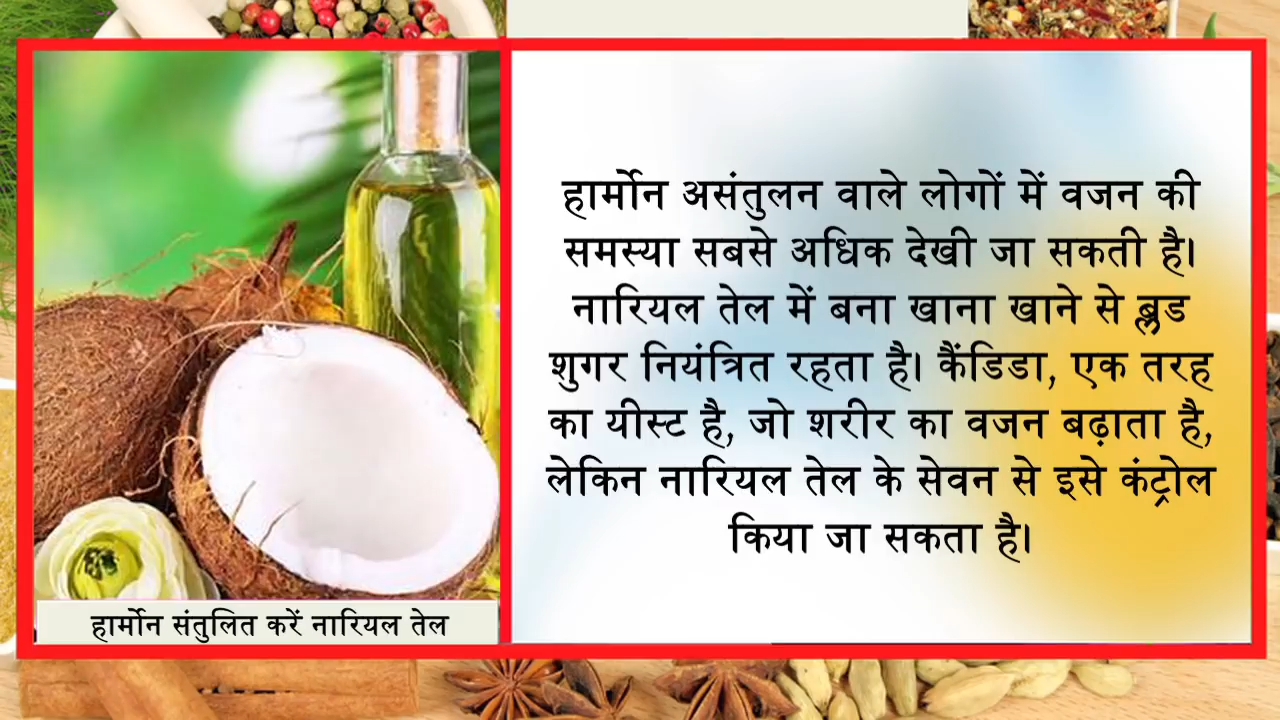 हार्मोन असंतुलन वाले लोगों में वजन की
समस्या सबसे अधिक देखी जा सकती है।
नारियल तेल में बना खाना खाने से ब्लड
शुगर नियंत्रित रहता है। कैंडिडा, एक तरह
का यीस्ट है, जो शरीर का वजन बढ़ाता है,
लेकिन नारियल तेल के सेवन से इसे कंट्रोल
किया जा सकता है।
हार्मोन संतुलित करें नारियल तेल